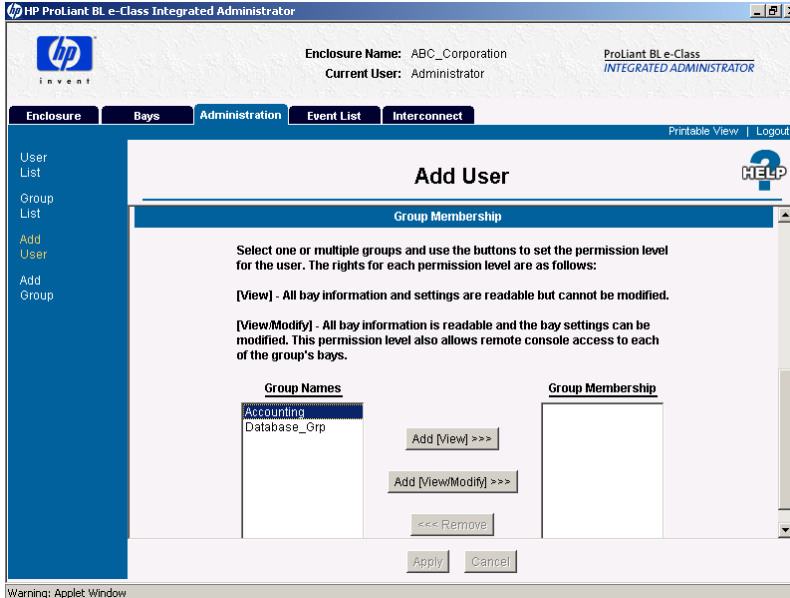 HP ProLiant BL e-Class Integrated Administrator
hp
invent
Enclosure Name: ABC_Corporation
Current User: Administrator
ProLiant BL e-Class
INTEGRATED ADMINISTRATOR
Enclosure Bays Administration Event List Interconnect
Printable View | Logout
User
List
Group
List
Add
User
Add
Group
Add User
HELP
Group Membership
Select one or multiple groups and use the buttons to set the permission level
for the user. The rights for each permission level are as follows:
[View] - All bay information and settings are readable but cannot be modified.
[View/Modify] - All bay information is readable and the bay settings can be
modified. This permission level also allows remote console access to each
of the group's bays.
Group Names
Group Membership
Accounting
Database_Grp
Add [View] >>>
Add [View/Modify] >>>
<<< Remove
Apply Cancel
Warning: Applet Window